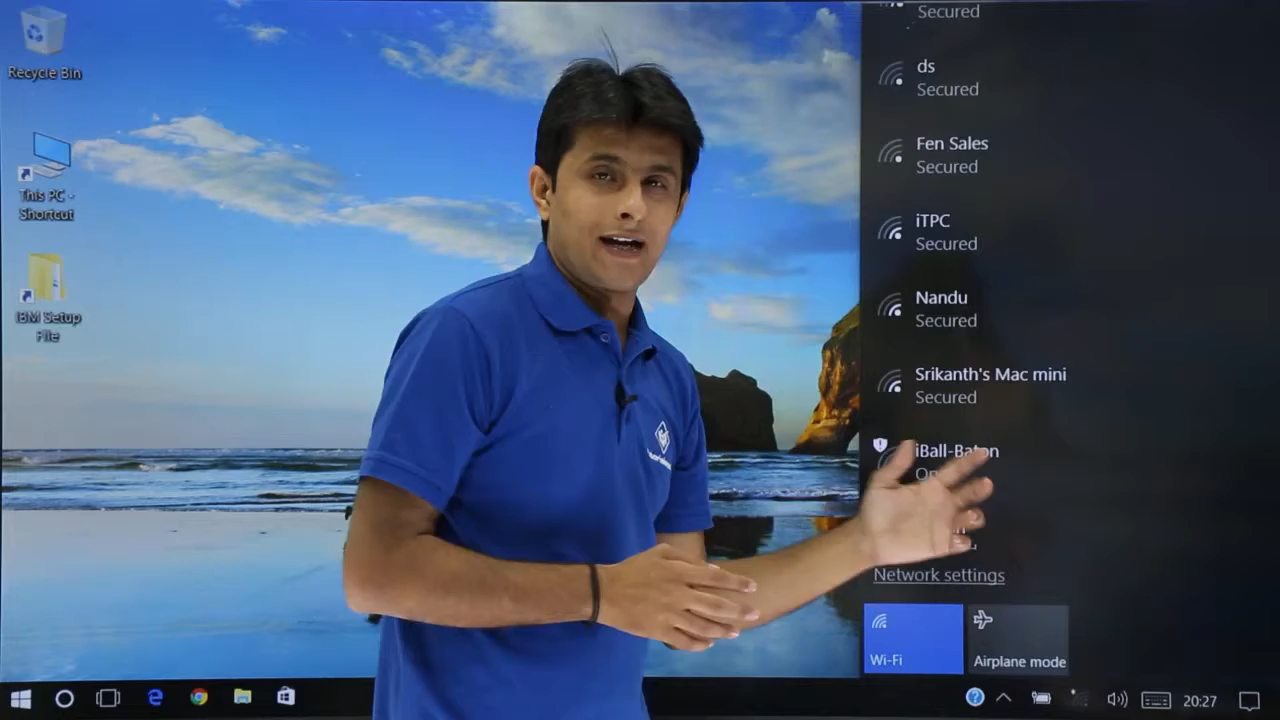 Recycle Bin
This PC -
Shortcut
IBM Setup
File
Secured
ds
Secured
Fen Sales
Secured
iTPC
Secured
Nandu
Secured
Srikanth's Mac mini
Secured
iBall-Baton
Network settings
Wi-Fi
Airplane mode
20:27